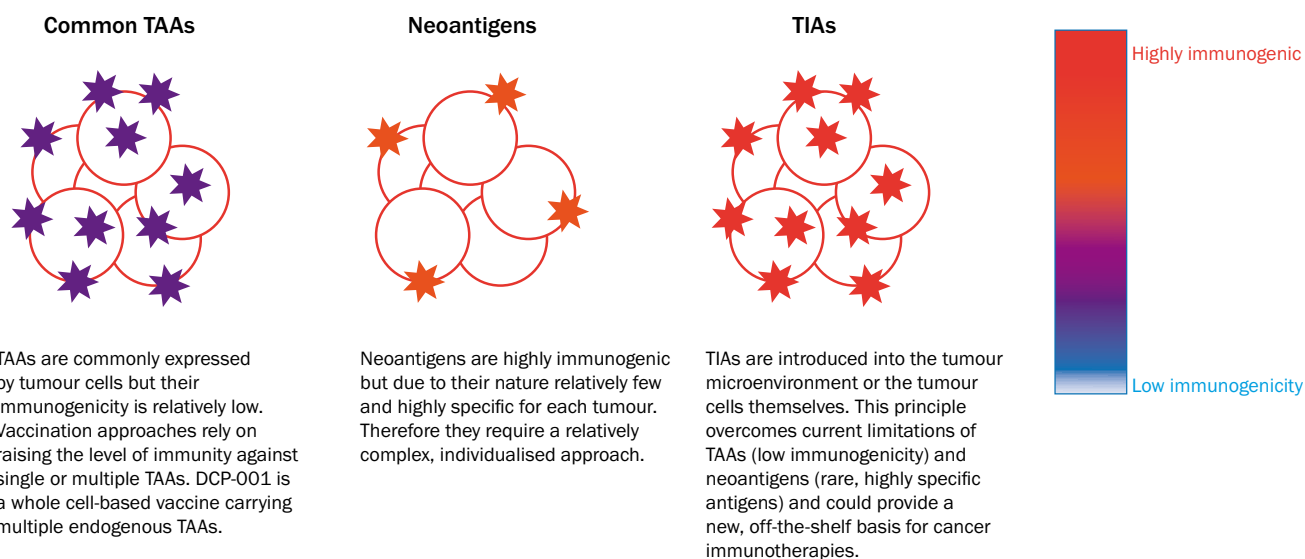 Common TAAs
TAAs are commonly expressed
by tumour cells but their
immunogenicity is relatively low.
Vaccination approaches rely on
raising the level of immunity against
single or multiple TAAs. DCP-001 is
a whole cell-based vaccine carrying
multiple endogenous TAAs.
Neoantigens
Neoantigens are highly immunogenic
but due to their nature relatively few
and highly specific for each tumour.
Therefore they require a relatively
complex, individualised approach.
TIAs
TIAs are introduced into the tumour
microenvironment or the tumour
cells themselves. This principle
overcomes current limitations of
TAAs (low immunogenicity) and
neoantigens (rare, highly specific
antigens) and could provide a
new, off-the-shelf basis for cancer
immunotherapies.
Highly immunogenic
Low immunogenicity